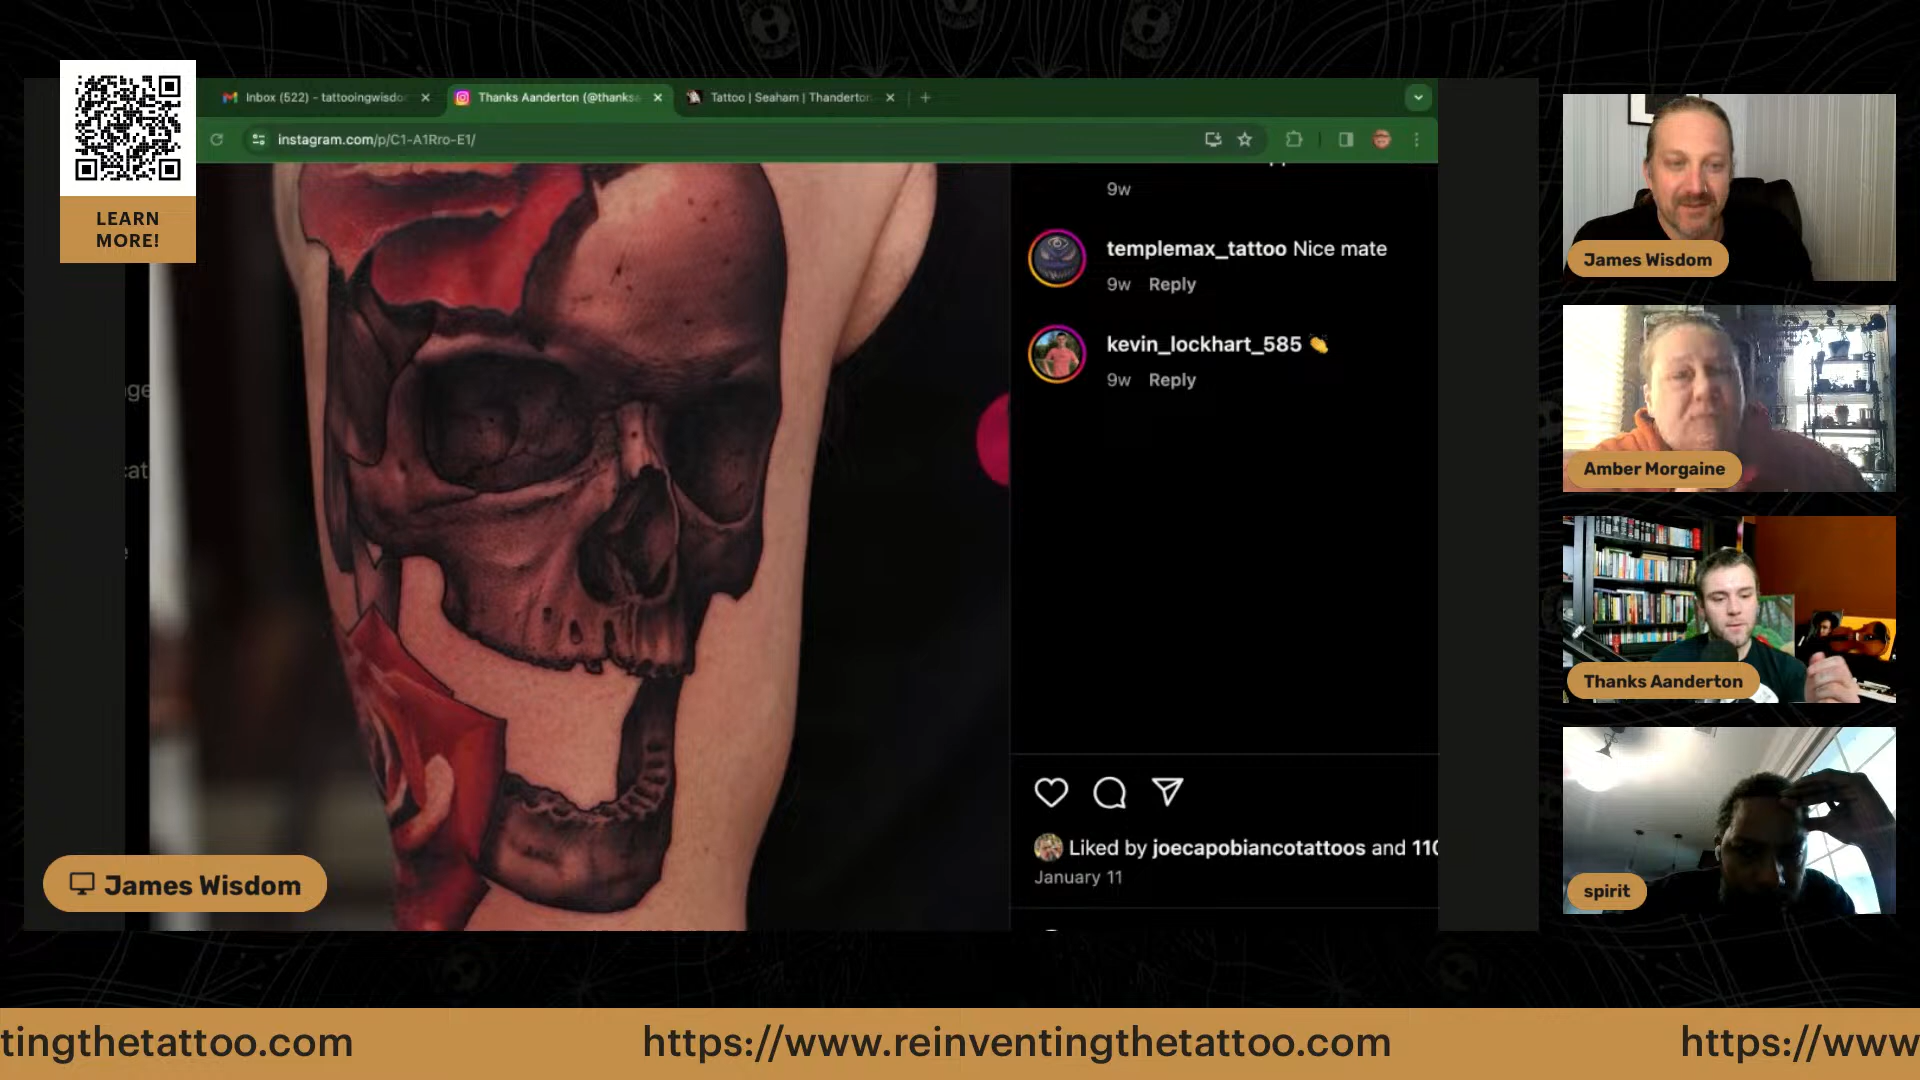 LEARN
MORE!
Inbox (522) - tattooingwisdo
Thanks Aanderton (@thanks
Tattoo | Seaham | Thanderton
instagram.com/p/C1-A1Rro-E1/
9w
templemax_tattoo Nice mate
9w Reply
kevin_lockhart_585 👏
9w Reply
Liked by joecapobiancotattoos and 110
January 11
James Wisdom
James Wisdom
Amber Morgaine
Thanks Aanderton
spirit
tingthetattoo.com https://www.reinventingthetattoo.com https://www